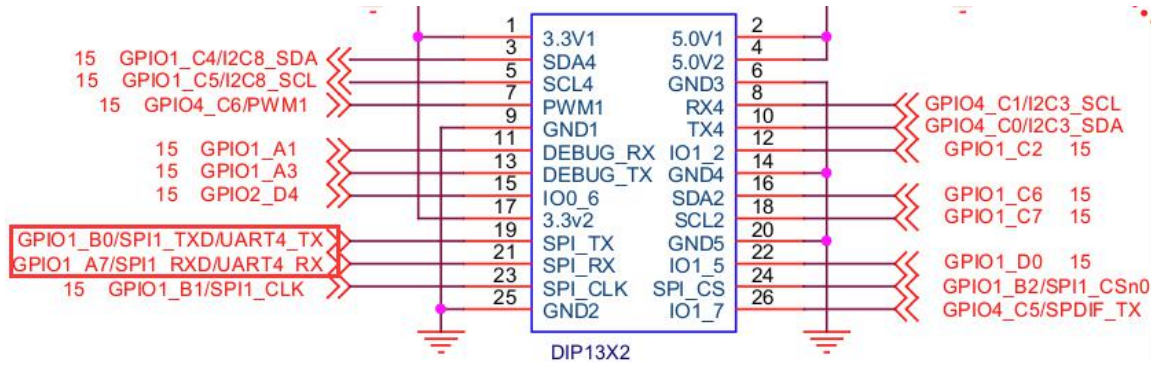 1 2
3.3V1 5.0V1
15 GPIO1_C4/I2C8_SDA 3 SDA4 5.0V2 4
15 GPIO1_C5/I2C8_SCL 5 SCL4 GND3 6
15 GPIO4_C6/PWM1 7 PWM1 RX4 8 GPIO4_C1/I2C3_SCL
9 GND1 TX4 10 GPIO4_C0/I2C3_SDA
15 GPIO1_A1 11 DEBUG_RX IO1_2 12 GPIO1_C2 15
15 GPIO1_A3 13 DEBUG_TX GND4 14
15 GPIO2_D4 15 IO0_6 SDA2 16 GPIO1_C6 15
17 3.3v2 SCL2 18 GPIO1_C7 15
GPIO1_B0/SPI1_TXD/UART4_TX 19 SPI_TX GND5 20
GPIO1_A7/SPI1_RXD/UART4_RX 21 SPI_RX IO1_5 22 GPIO1_D0 15
15 GPIO1_B1/SPI1_CLK 23 SPI_CLK SPI_CS 24 GPIO1_B2/SPI1_CSn0
25 GND2 IO1_7 26 GPIO4_C5/SPDIF_TX
DIP13X2